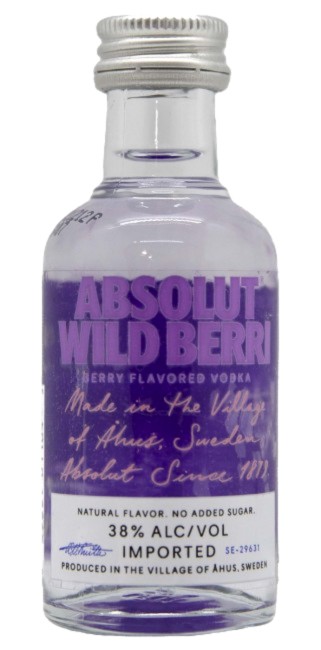 ABSOLUT
WILD BERRI
BERRY FLAVORED VODKA
Made in the Village
of Åhus, Sweden
Absolut Since 1879
NATURAL FLAVOR. NO ADDED SUGAR.
38% ALC/VOL
IMPORTED SE-29631
PRODUCED IN THE VILLAGE OF ÅHUS, SWEDEN